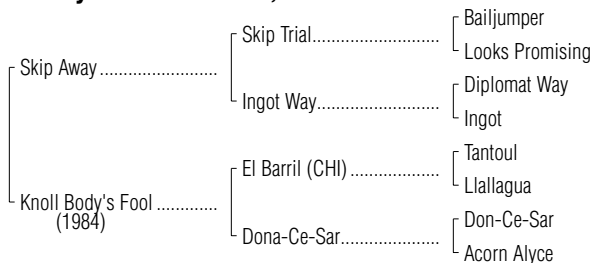 Bailjumper
Skip Trial
Looks Promising
Skip Away
Diplomat Way
Ingot Way
Ingot
Tantoul
El Barril (CHI)
Llallagua
Knoll Body's Fool
(1984)
Don-Ce-Sar
Dona-Ce-Sar
Acorn Alyce